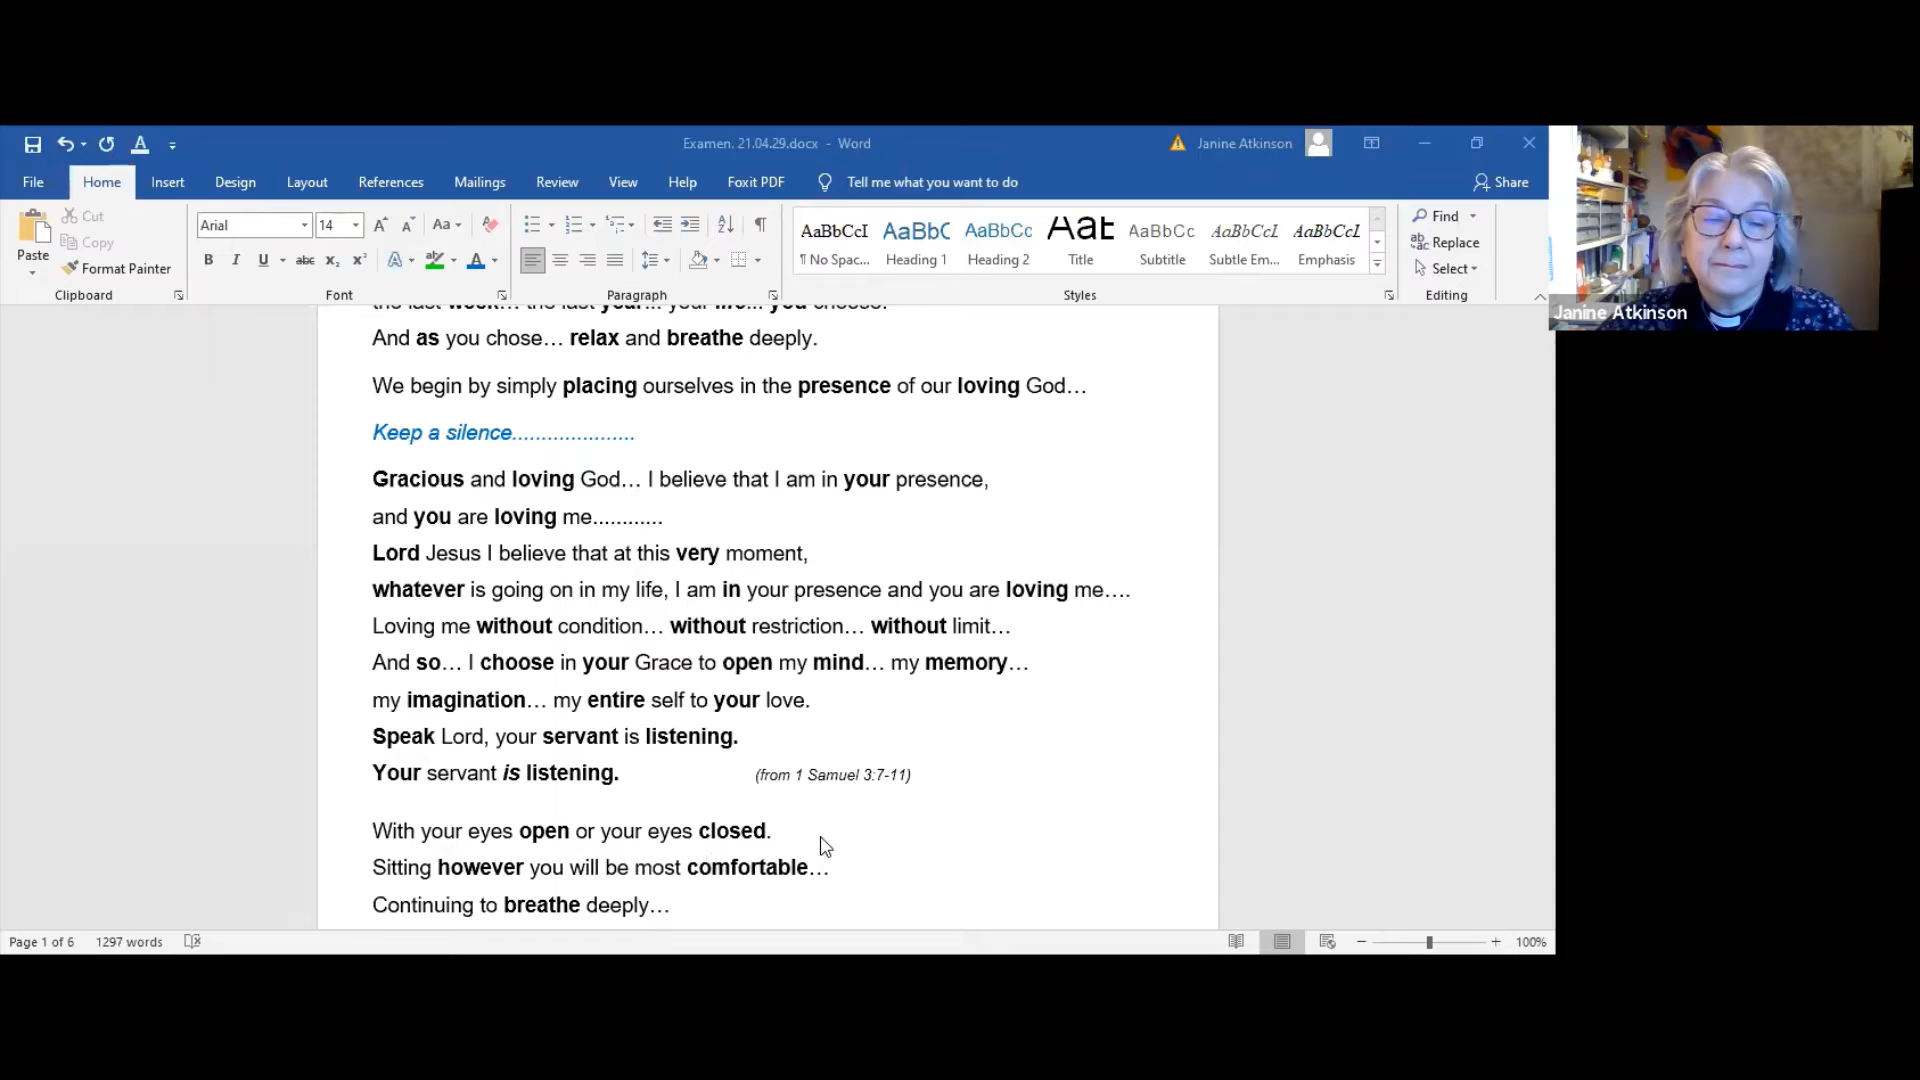 Examen. 21.04.29.docx - Word
Janine Atkinson
File Home Insert Design Layout References Mailings Review View Help Foxit PDF Tell me what you want to do Share
Paste
Cut
Copy
Format Painter
Clipboard
Arial 14
Font
Paragraph
AaBbCcI AaBbC AaBbCc Aab AaBbCc AaBbCcI AaBbCcI
¶ No Spac... Heading 1 Heading 2 Title Subtitle Subtle Em... Emphasis
Styles
Find
Replace
Select
Editing
Janine Atkinson
the last week… the last year… your life... you choose.
And as you chose… relax and breathe deeply.
We begin by simply placing ourselves in the presence of our loving God…
Keep a silence.....................
Gracious and loving God… I believe that I am in your presence,
and you are loving me............
Lord Jesus I believe that at this very moment,
whatever is going on in my life, I am in your presence and you are loving me….
Loving me without condition… without restriction… without limit…
And so… I choose in your Grace to open my mind… my memory…
my imagination… my entire self to your love.
Speak Lord, your servant is listening.
Your servant is listening. (from 1 Samuel 3:7-11)
With your eyes open or your eyes closed.
Sitting however you will be most comfortable…
Continuing to breathe deeply…
Page 1 of 6 1297 words 100%